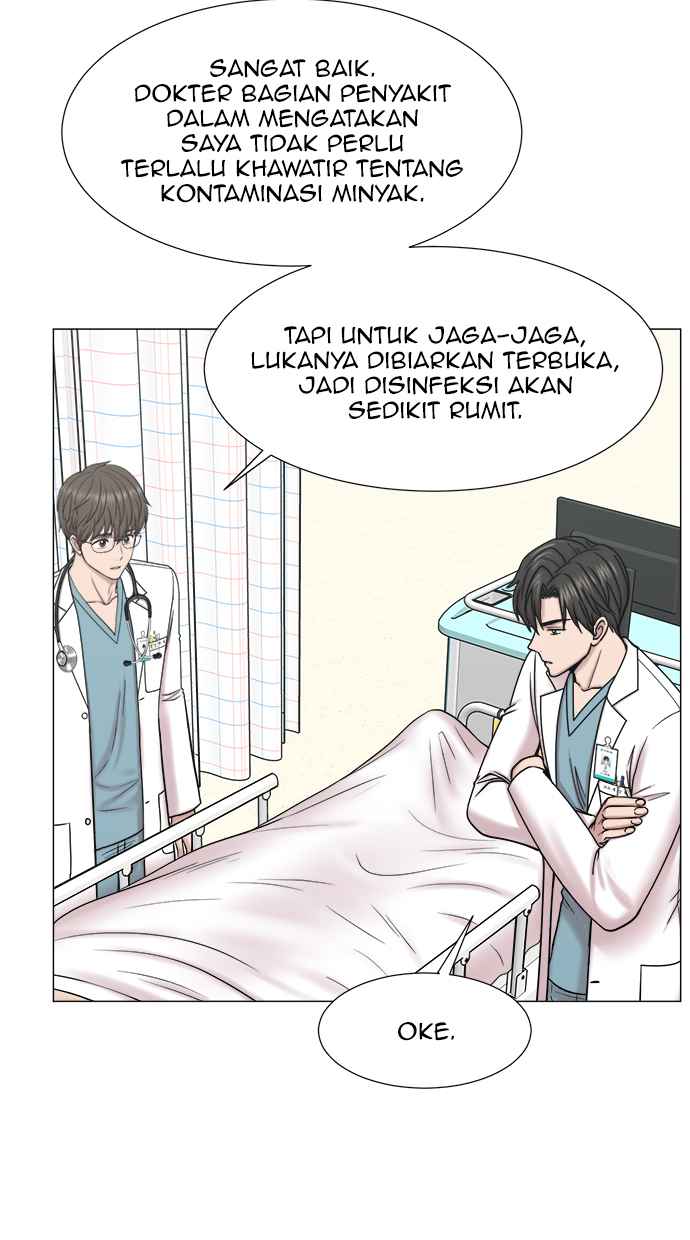 SANGAT BAIK.
DOKTER BAGIAN PENYAKIT
DALAM MENGATAKAN
SAYA TIDAK PERLU
TERLALU KHAWATIR TENTANG
KONTAMINASI MINYAK.
TAPI UNTUK JAGA-JAGA,
LUKANYA DIBIARKAN TERBUKA,
JADI DISINFEKSI AKAN
SEDIKIT RUMIT.
OKE.